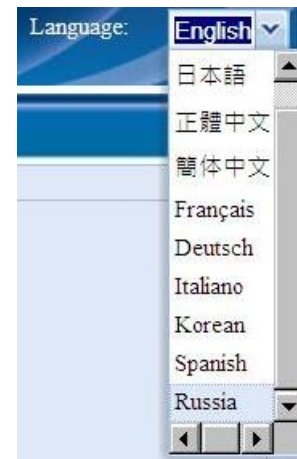 Language: English
日本語
正體中文
簡体中文
Français
Deutsch
Italiano
Korean
Spanish
Russia